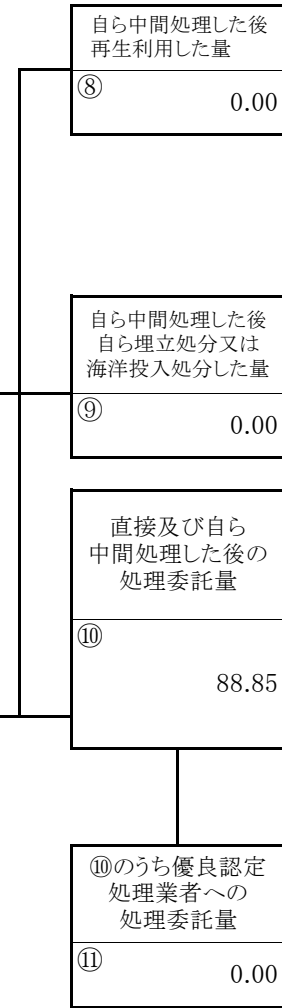 自ら中間処理した後
再生利用した量
⑧
0.00
自ら中間処理した後
自ら埋立処分又は
海洋投入処分した量
⑨
0.00
直接及び自ら
中間処理した後の
処理委託量
⑩
88.85
⑩のうち優良認定
処理業者への
処理委託量
⑪
0.00